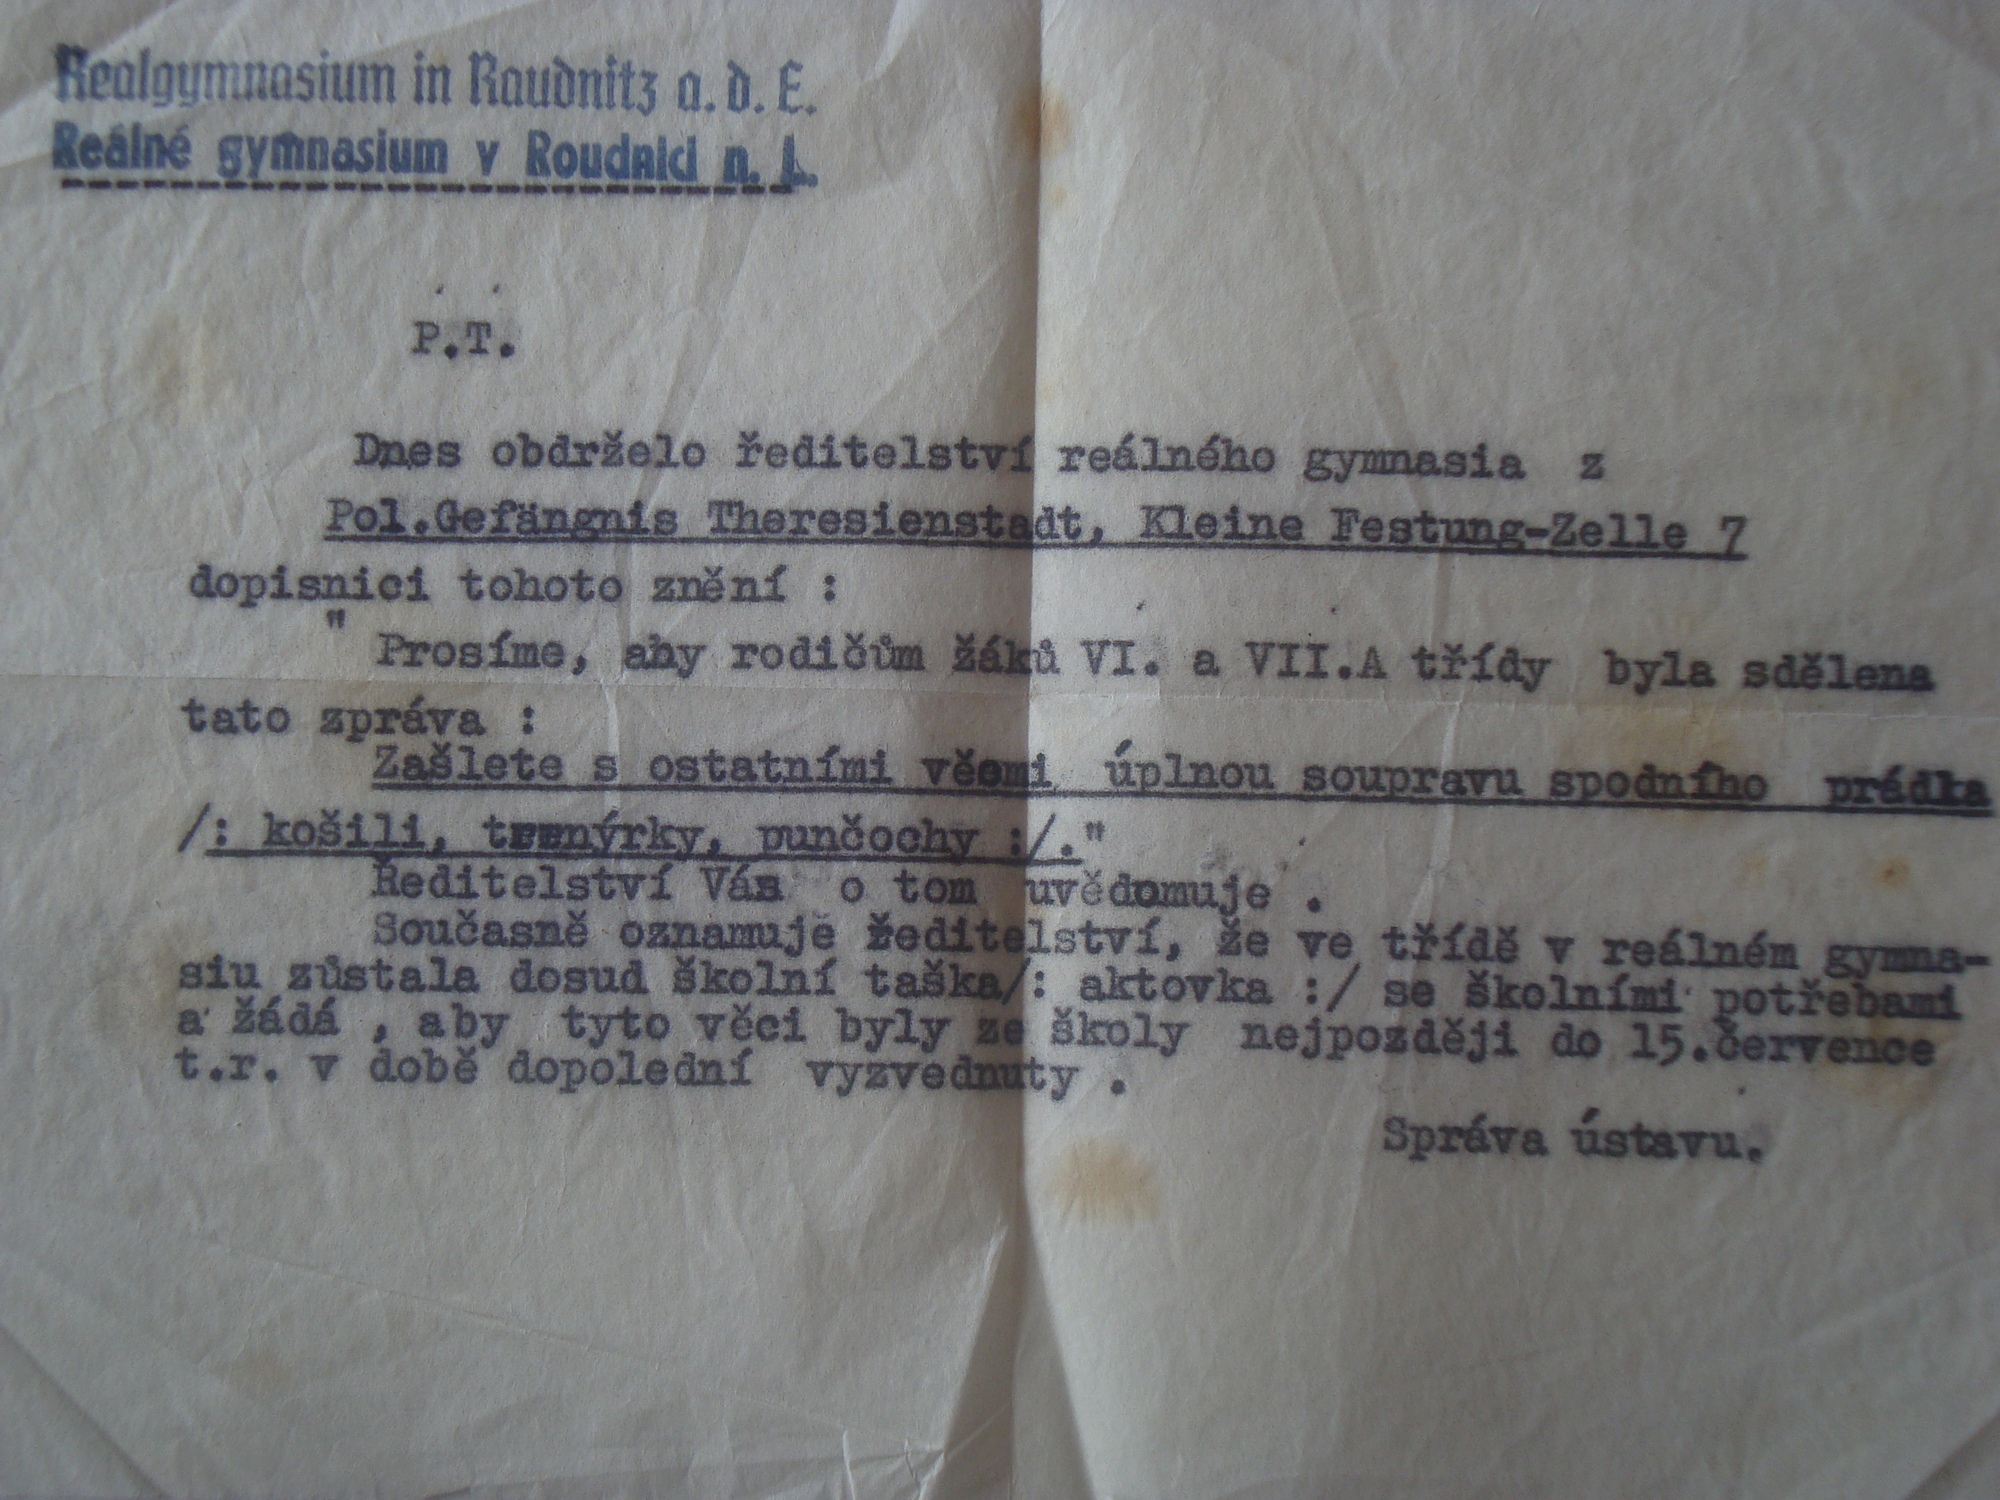 Realgymnasium in Raudnitz a. d. E.
Reálné gymnasium v Roudnici n. L.
P.T.
Dnes obdrželo ředitelství reálného gymnasia z
Pol.Gefängnis Theresienstadt, Kleine Festung-Zelle 7
dopisnici tohoto znění :
" Prosíme, aby rodičům žáků VI. a VII.A třídy byla sdělena
tato zpráva :
Zašlete s ostatními věcmi úplnou soupravu spodního prádla
/: košili, trenýrky, punčochy :/."
Ředitelství Vás o tom uvědomuje .
Současně oznamuje ředitelství, že ve třídě v reálném gymna-
siu zůstala dosud školní taška/: aktovka :/ se školními potřebami
a žádá , aby tyto věci byly ze školy nejpozději do 15.července
t.r. v době dopolední vyzvednuty .
Správa ústavu.